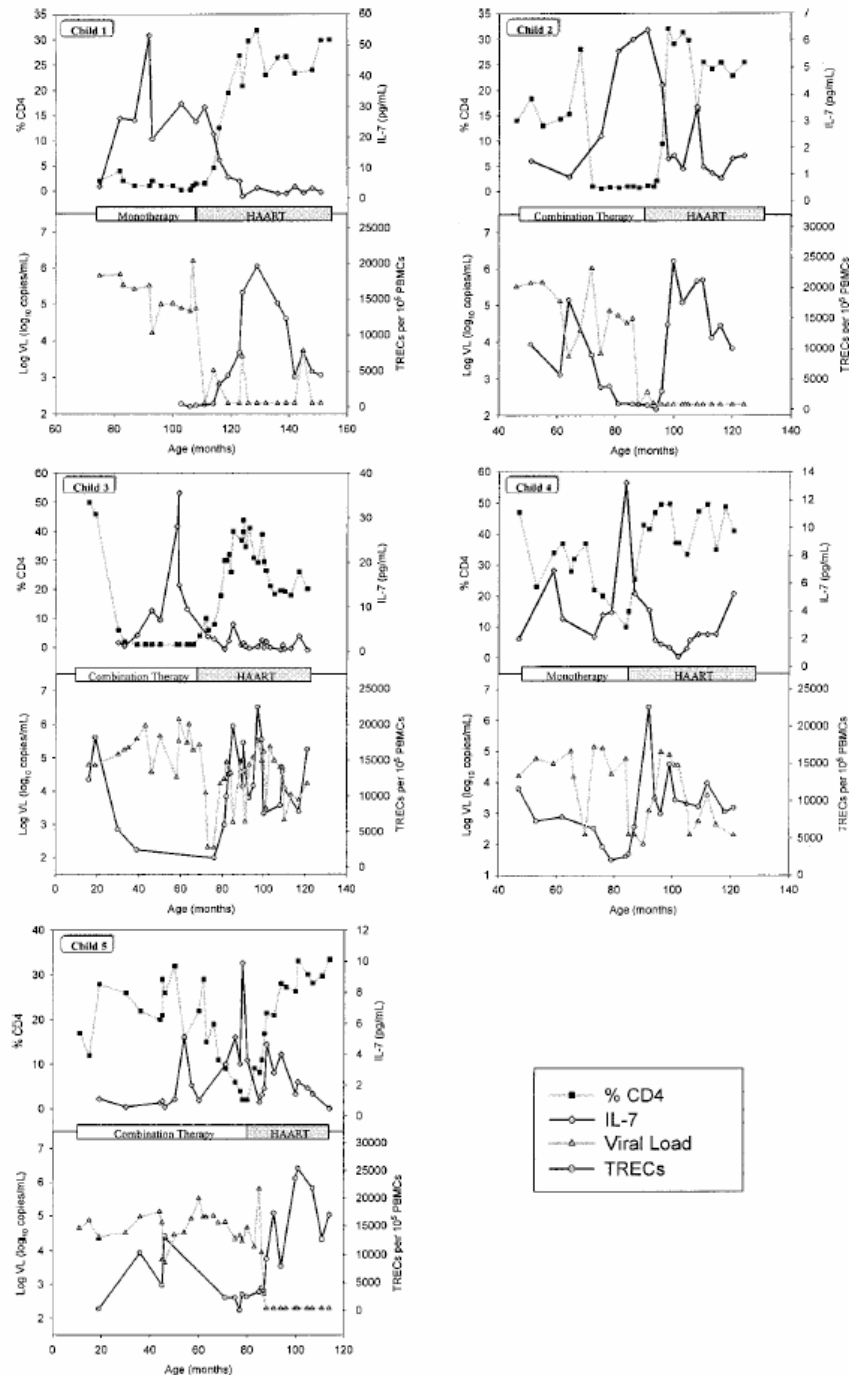 Child 1
35
30
25
20
15
10
5
0
% CD4
60
50
40
30
20
10
0
IL-7 (pg/mL)
Monotherapy
HAART
7
6
5
4
3
2
Log VL (log10 copies/mL)
25000
20000
15000
10000
5000
0
TRECs per 10^5 PBMCs
60 80 100 120 140 160
Age (months)
Child 2
35
30
25
20
15
10
5
0
% CD4
7
6
5
4
3
2
1
0
IL-7 (pg/mL)
Combination Therapy
HAART
7
6
5
4
3
2
Log VL (log10 copies/mL)
30000
25000
20000
15000
10000
5000
0
TRECs per 10^5 PBMCs
40 60 80 100 120 140
Age (months)
Child 3
60
50
40
30
20
10
0
% CD4
40
30
20
10
0
IL-7 (pg/mL)
Combination Therapy
HAART
7
6
5
4
3
2
Log VL (log10 copies/mL)
25000
20000
15000
10000
5000
0
TRECs per 10^5 PBMCs
0 20 40 60 80 100 120 140
Age (months)
Child 4
60
50
40
30
20
10
0
% CD4
14
12
10
8
6
4
2
0
IL-7 (pg/mL)
Monotherapy
HAART
7
6
5
4
3
2
1
Log VL (log10 copies/mL)
25000
20000
15000
10000
5000
0
TRECs per 10^5 PBMCs
40 60 80 100 120 140
Age (months)
Child 5
40
30
20
10
0
% CD4
12
10
8
6
4
2
0
IL-7 (pg/mL)
Combination Therapy
HAART
7
6
5
4
3
2
Log VL (log10 copies/mL)
30000
25000
20000
15000
10000
5000
0
TRECs per 10^5 PBMCs
0 20 40 60 80 100 120
Age (months)
% CD4
IL-7
Viral Load
TRECs